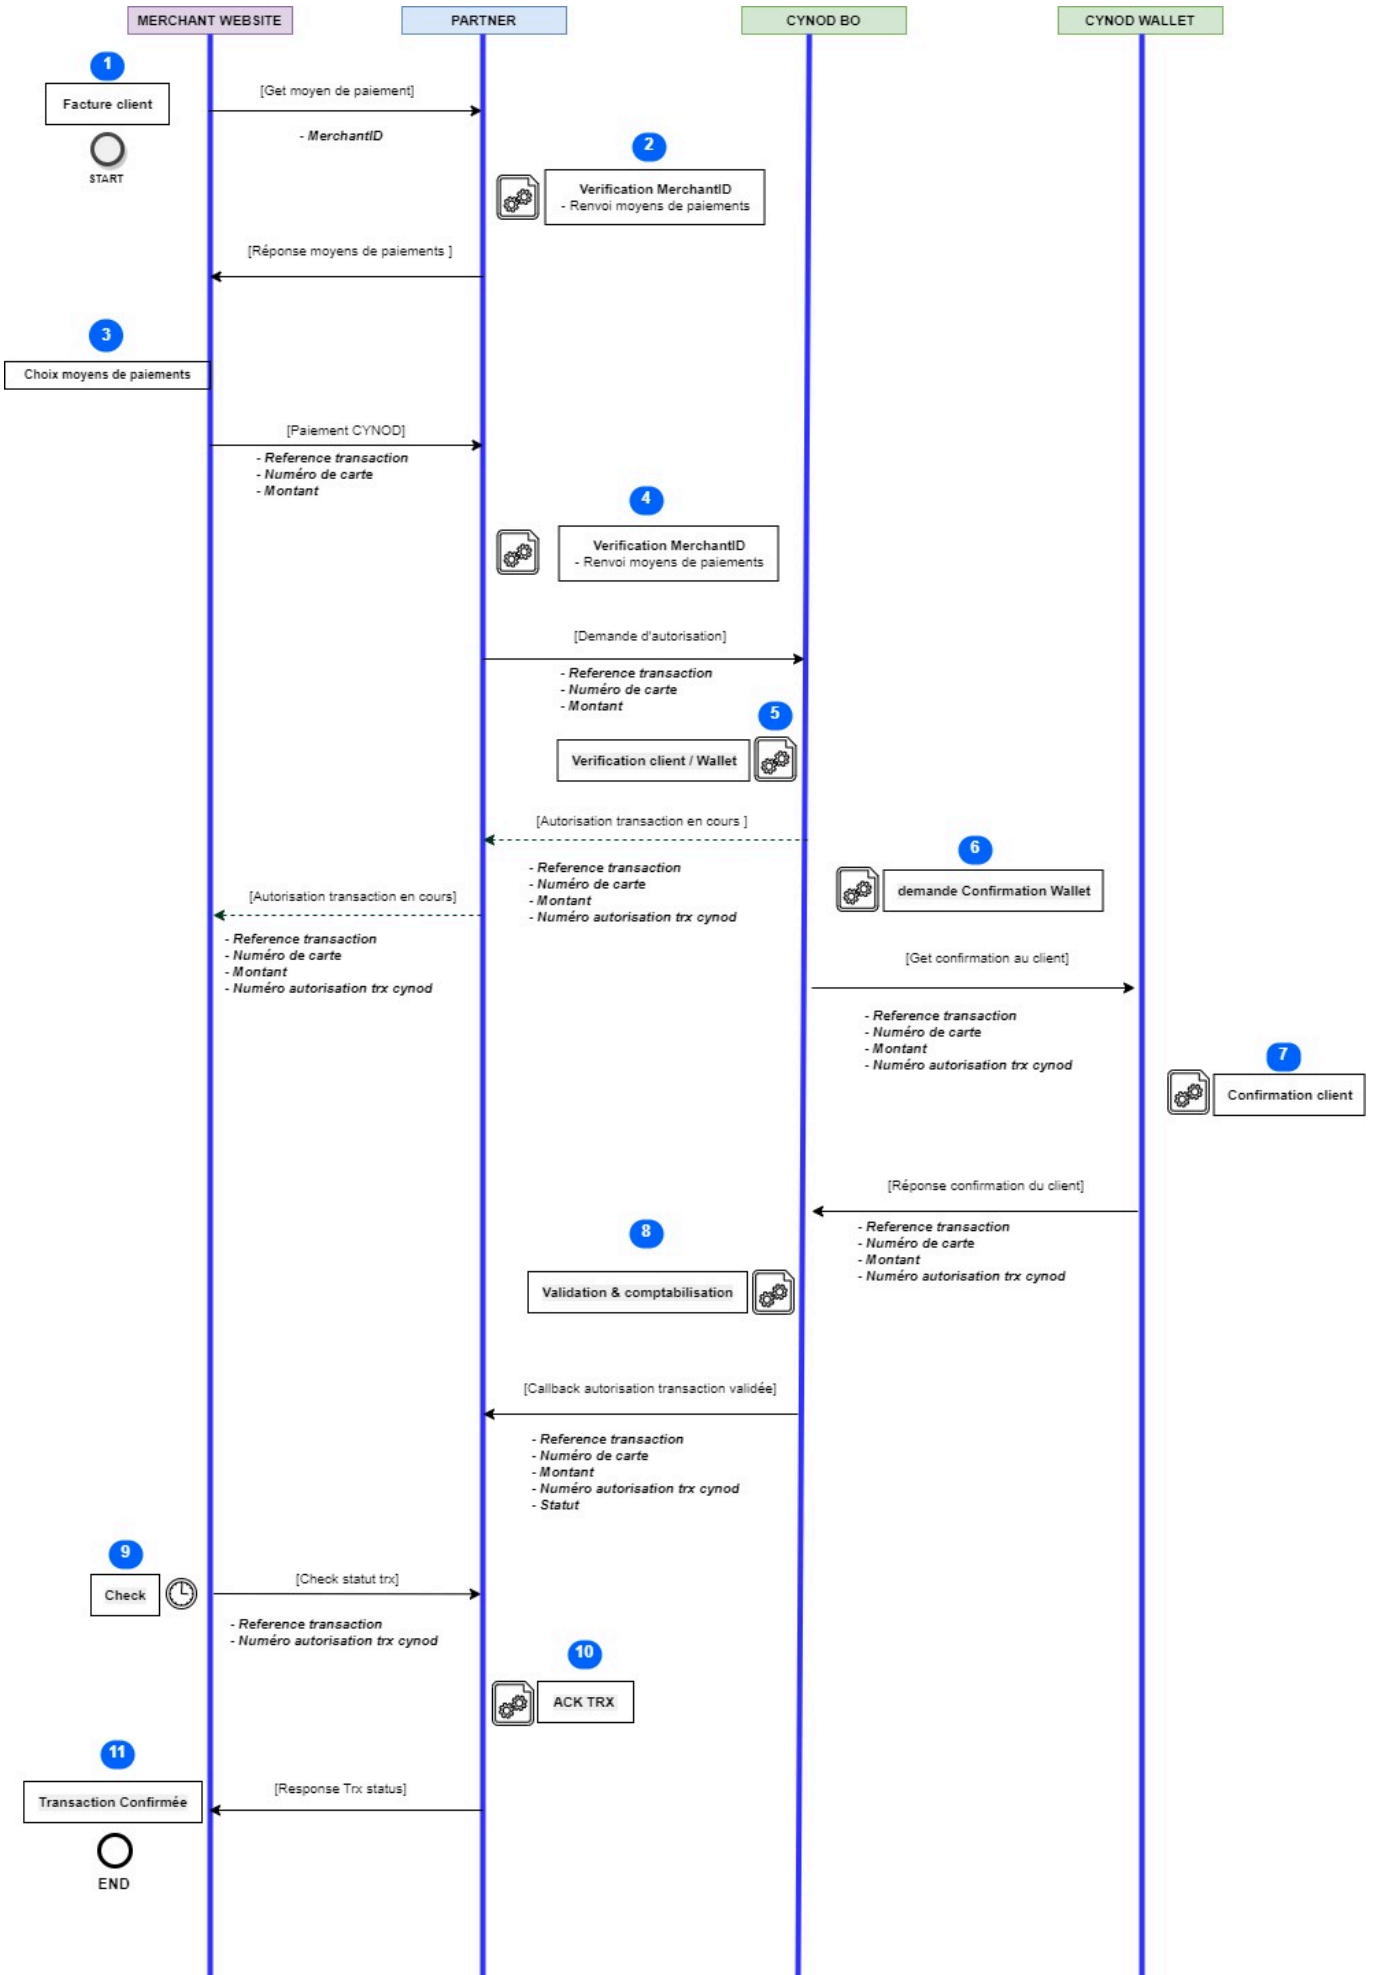 MERCHANT WEBSITE
PARTNER
CYNOD BO
CYNOD WALLET
1
Facture client
START
[Get moyen de paiement]
- MerchantID
2
Verification MerchantID
- Renvoi moyens de paiements
[Réponse moyens de paiements ]
3
Choix moyens de paiements
[Paiement CYNOD]
- Reference transaction
- Numéro de carte
- Montant
4
Verification MerchantID
- Renvoi moyens de paiements
[Demande d'autorisation]
- Reference transaction
- Numéro de carte
- Montant
5
Verification client / Wallet
[Autorisation transaction en cours ]
- Reference transaction
- Numéro de carte
- Montant
- Numéro autorisation trx cynod
[Autorisation transaction en cours]
- Reference transaction
- Numéro de carte
- Montant
- Numéro autorisation trx cynod
6
demande Confirmation Wallet
[Get confirmation au client]
- Reference transaction
- Numéro de carte
- Montant
- Numéro autorisation trx cynod
7
Confirmation client
[Réponse confirmation du client]
- Reference transaction
- Numéro de carte
- Montant
- Numéro autorisation trx cynod
8
Validation & comptabilisation
[Callback autorisation transaction validée]
- Reference transaction
- Numéro de carte
- Montant
- Numéro autorisation trx cynod
- Statut
9
Check
[Check statut trx]
- Reference transaction
- Numéro autorisation trx cynod
10
ACK TRX
11
Transaction Confirmée
[Response Trx status]
END